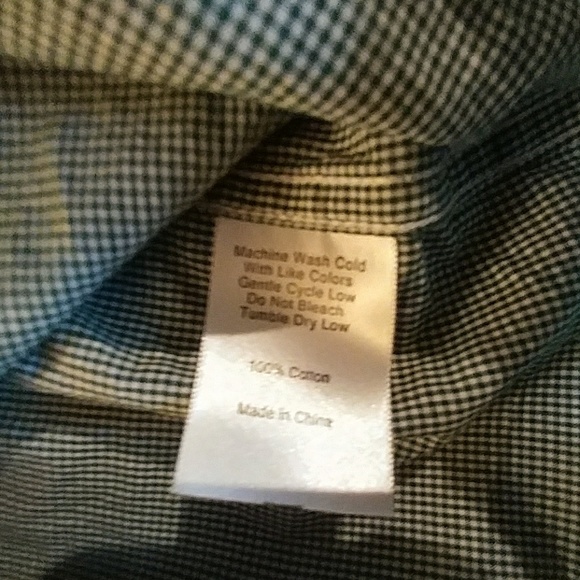 Machine Wash Cold
With Like Colors
Gentle Cycle Low
Do Not Bleach
Tumble Dry Low
100% Cotton
Made in China